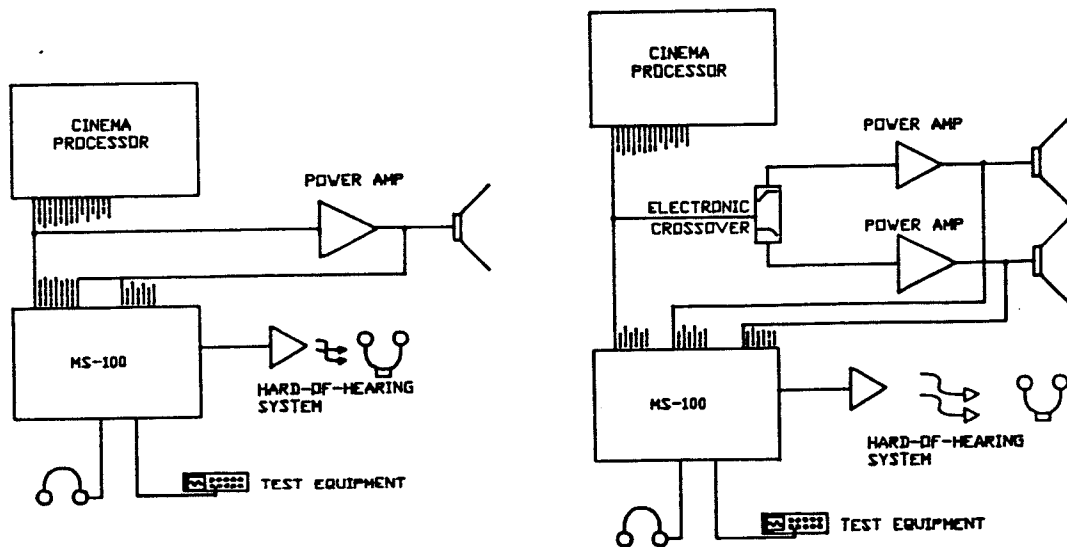 CINEMA
PROCESSOR
POWER AMP
MS-100
HARD-OF-HEARING
SYSTEM
TEST EQUIPMENT
CINEMA
PROCESSOR
POWER AMP
ELECTRONIC
CROSSOVER
POWER AMP
MS-100
HARD-OF-HEARING
SYSTEM
TEST EQUIPMENT